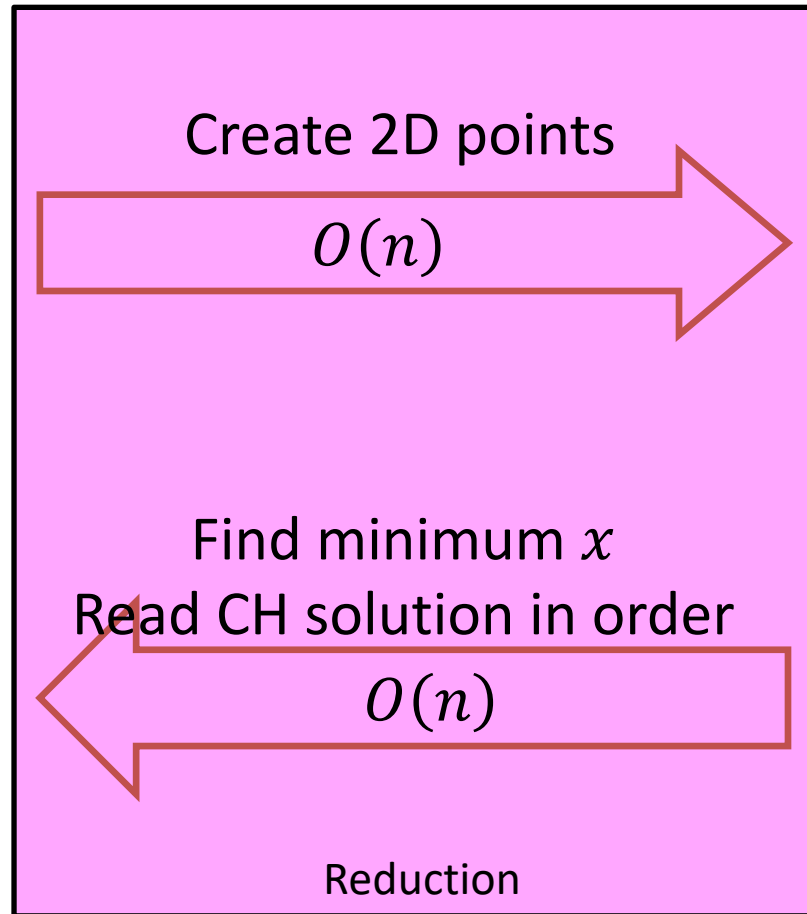 Create 2D points
O(n)
Find minimum x
Read CH solution in order
O(n)
Reduction